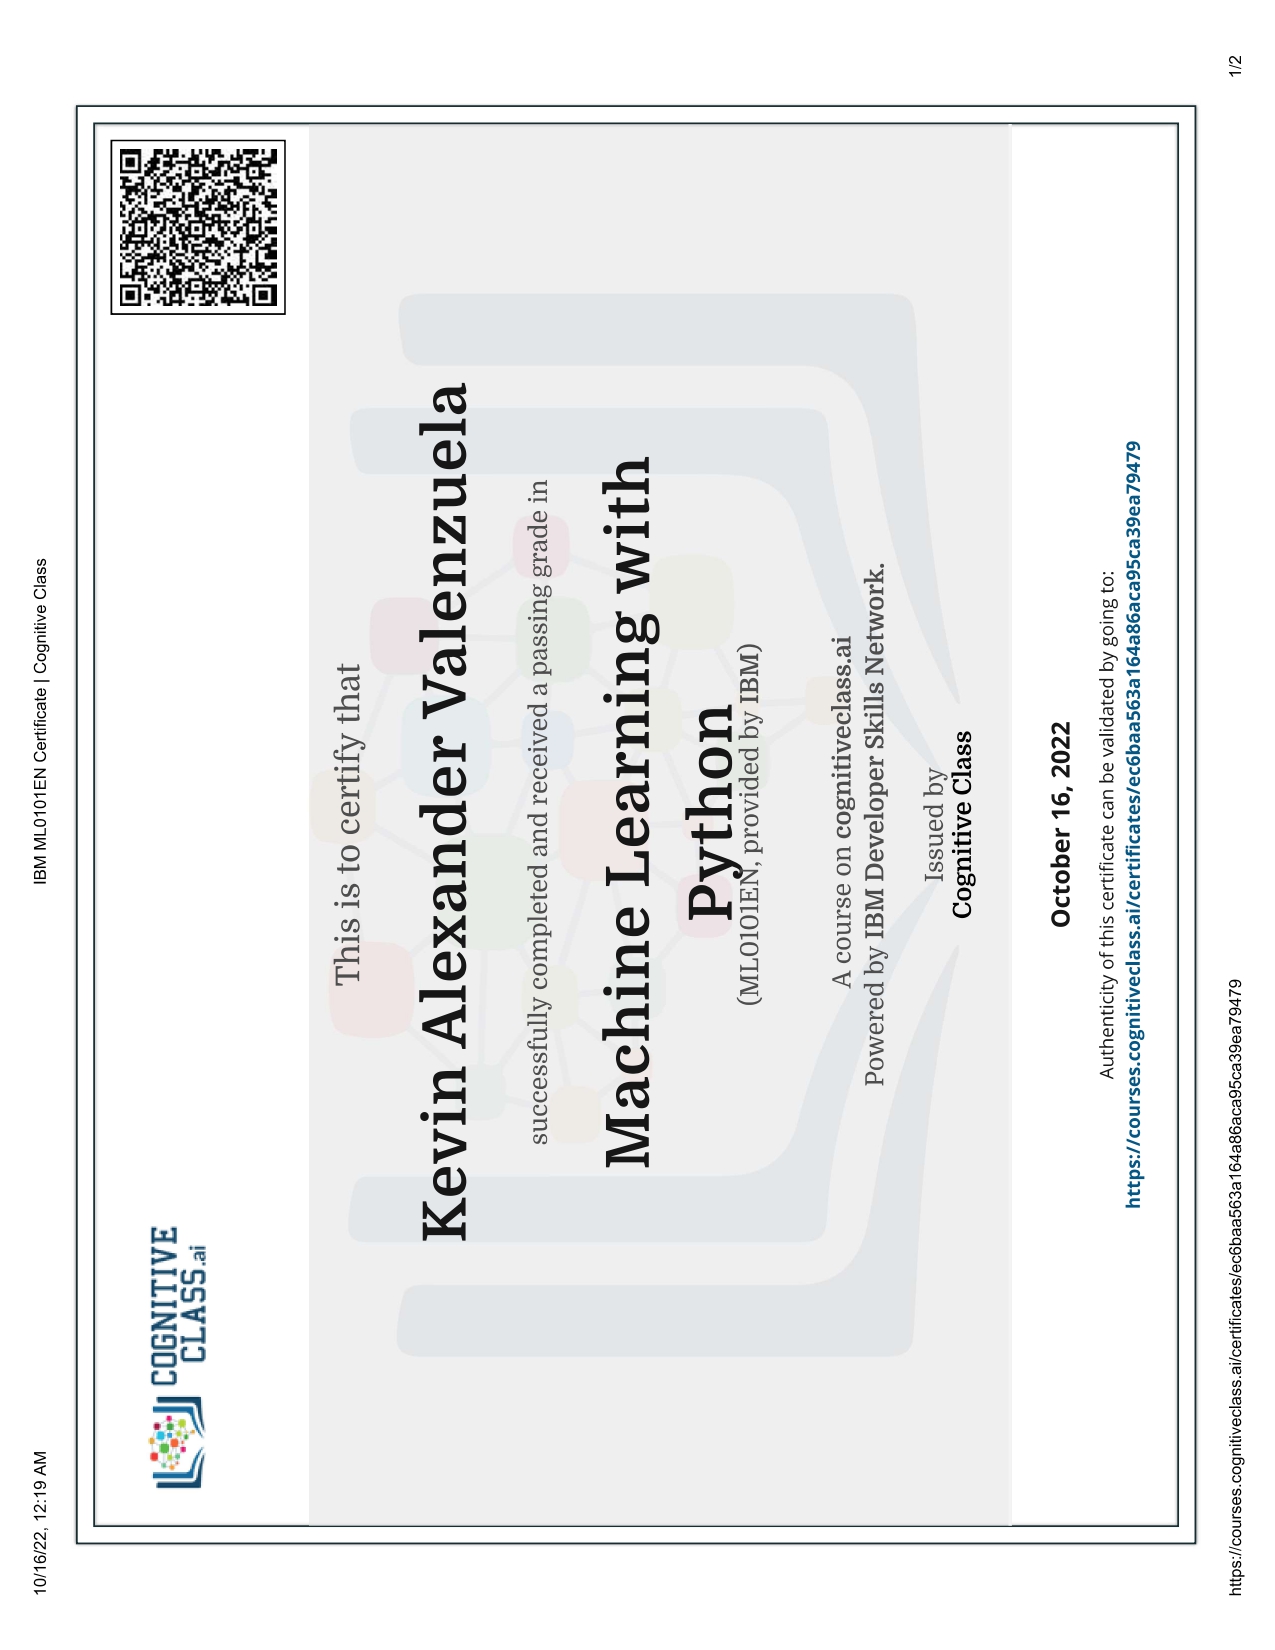 10/16/22, 12:19 AM
IBM ML0101EN Certificate | Cognitive Class
COGNITIVE
CLASS.ai
This is to certify that
Kevin Alexander Valenzuela
successfully completed and received a passing grade in
Machine Learning with
Python
(ML0101EN, provided by IBM)
A course on cognitiveclass.ai
Powered by IBM Developer Skills Network.
Issued by
Cognitive Class
October 16, 2022
Authenticity of this certificate can be validated by going to:
https://courses.cognitiveclass.ai/certificates/ec6baa563a164a86aca95ca39ea79479
https://courses.cognitiveclass.ai/certificates/ec6baa563a164a86aca95ca39ea79479
1/2